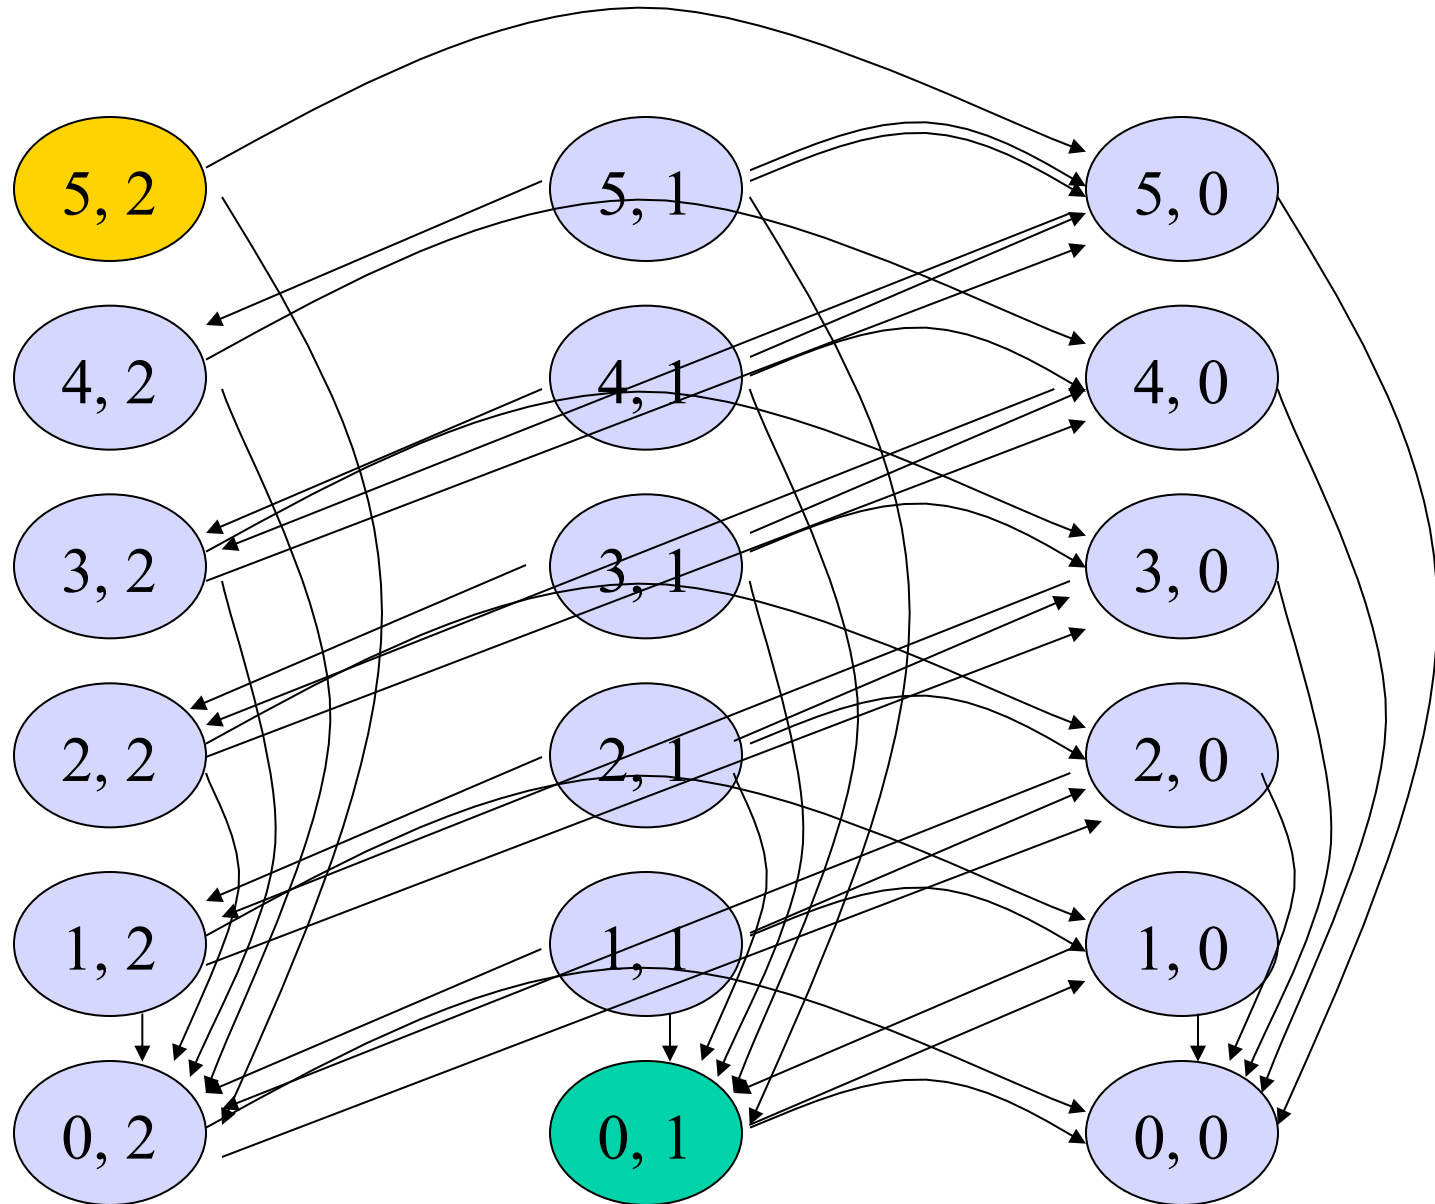 5, 2 5, 1 5, 0
4, 2 4, 1 4, 0
3, 2 3, 1 3, 0
2, 2 2, 1 2, 0
1, 2 1, 1 1, 0
0, 2 0, 1 0, 0